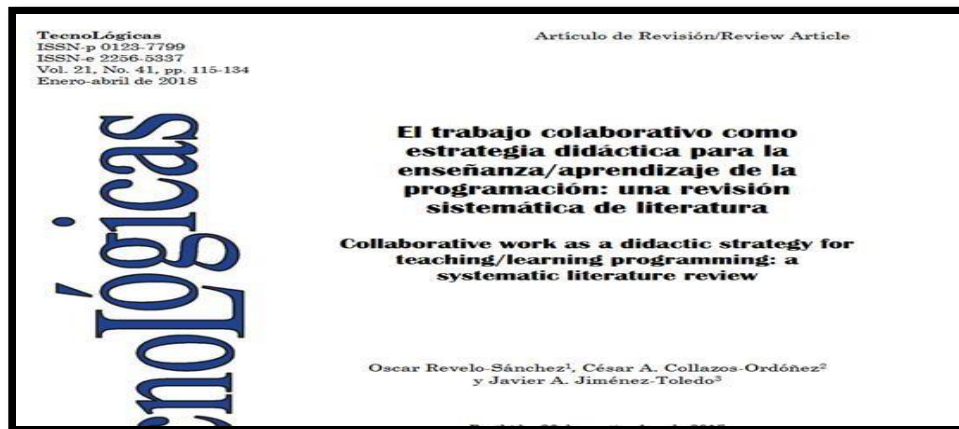 TecnoLógicas
ISSN-p 0123-7799
ISSN-e 2256-5337
Vol. 21, No. 41, pp. 115-134
Enero-abril de 2018
Artículo de Revisión/Review Article
El trabajo colaborativo como
estrategia didáctica para la
enseñanza/aprendizaje de la
programación: una revisión
sistemática de literatura
Collaborative work as a didactic strategy for
teaching/learning programming: a
systematic literature review
Oscar Revelo-Sánchez¹, César A. Collazos-Ordóñez²
y Javier A. Jiménez-Toledo³
cnoLógicas